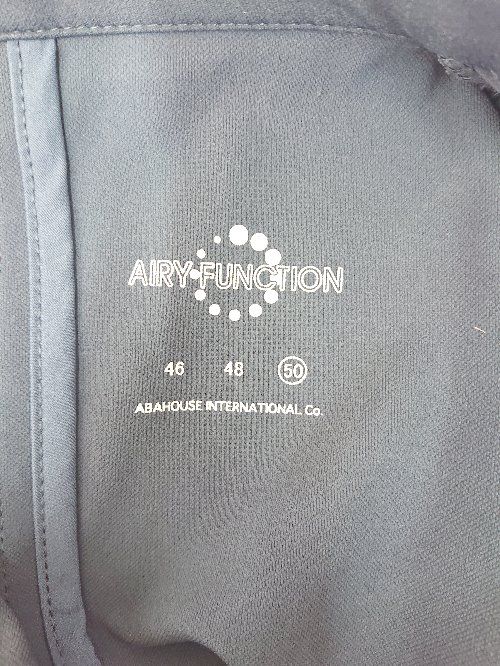 AIRY FUNCTION
46 48 50
ABAHOUSE INTERNATIONAL Co.